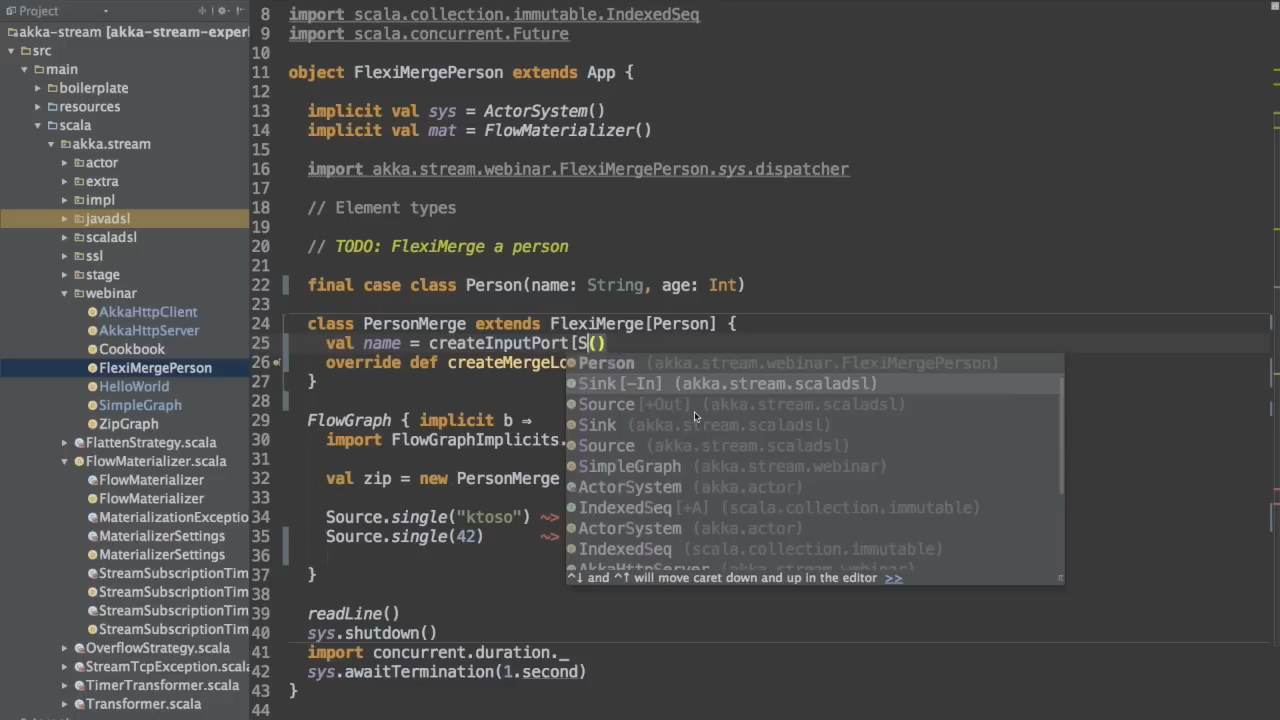 Project
akka-stream [akka-stream-experi
src
main
boilerplate
resources
scala
akka.stream
actor
extra
impl
javadsl
scaladsl
ssl
stage
webinar
AkkaHttpClient
AkkaHttpServer
Cookbook
FlexiMergePerson
HelloWorld
SimpleGraph
ZipGraph
FlattenStrategy.scala
FlowMaterializer.scala
FlowMaterializer
FlowMaterializer
MaterializationExceptio
MaterializerSettings
MaterializerSettings
StreamSubscriptionTim
StreamSubscriptionTim
StreamSubscriptionTim
StreamSubscriptionTim
OverflowStrategy.scala
StreamTcpException.scala
TimerTransformer.scala
Transformer.scala
8 import scala.collection.immutable.IndexedSeq
9 import scala.concurrent.Future
10
11 object FlexiMergePerson extends App {
12
13 implicit val sys = ActorSystem()
14 implicit val mat = FlowMaterializer()
15
16 import akka.stream.webinar.FlexiMergePerson.sys.dispatcher
17
18 // Element types
19
20 // TODO: FlexiMerge a person
21
22 final case class Person(name: String, age: Int)
23
24 class PersonMerge extends FlexiMerge[Person] {
25 val name = createInputPort[S()
26 override def createMergeLo
27 }
28
29 FlowGraph { implicit b ⇒
30 import FlowGraphImplicits.
31
32 val zip = new PersonMerge
33
34 Source.single("ktoso") ~>
35 Source.single(42) ~>
36
37 }
38
39 readLine()
40 sys.shutdown()
41 import concurrent.duration._
42 sys.awaitTermination(1.second)
43 }
44
Person (akka.stream.webinar.FlexiMergePerson)
Sink[-In] (akka.stream.scaladsl)
Source[+Out] (akka.stream.scaladsl)
Sink (akka.stream.scaladsl)
Source (akka.stream.scaladsl)
SimpleGraph (akka.stream.webinar)
ActorSystem (akka.actor)
IndexedSeq[+A] (scala.collection.immutable)
ActorSystem (akka.actor)
IndexedSeq (scala.collection.immutable)
AkkaHttpServer (akka.stream.webinar)
^↓ and ^↑ will move caret down and up in the editor >>